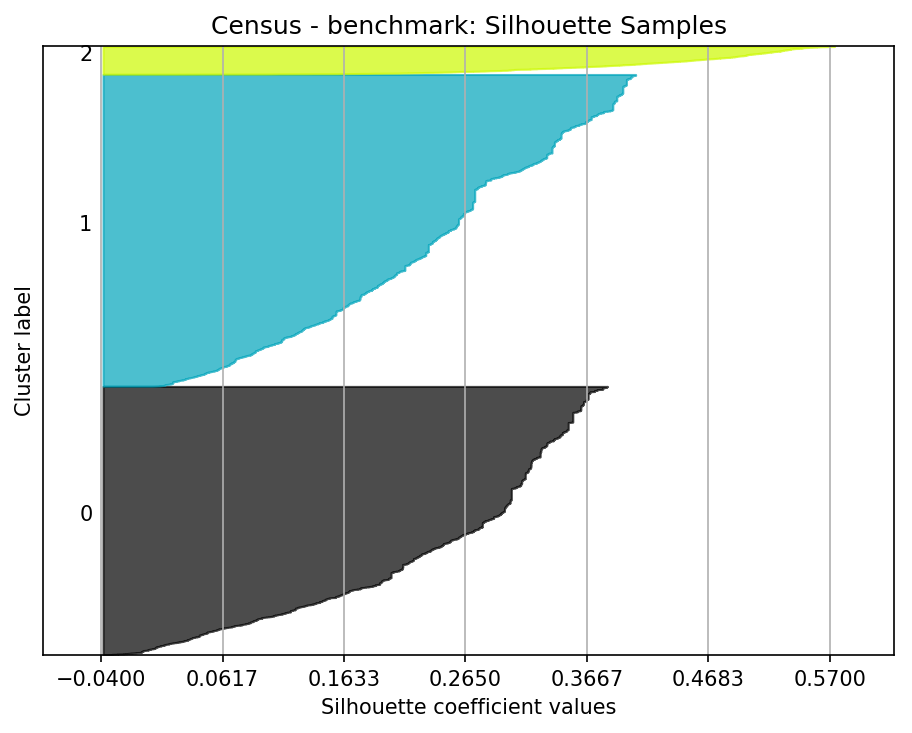 Census - benchmark: Silhouette Samples
2
1
0
Cluster label
−0.0400 0.0617 0.1633 0.2650 0.3667 0.4683 0.5700
Silhouette coefficient values